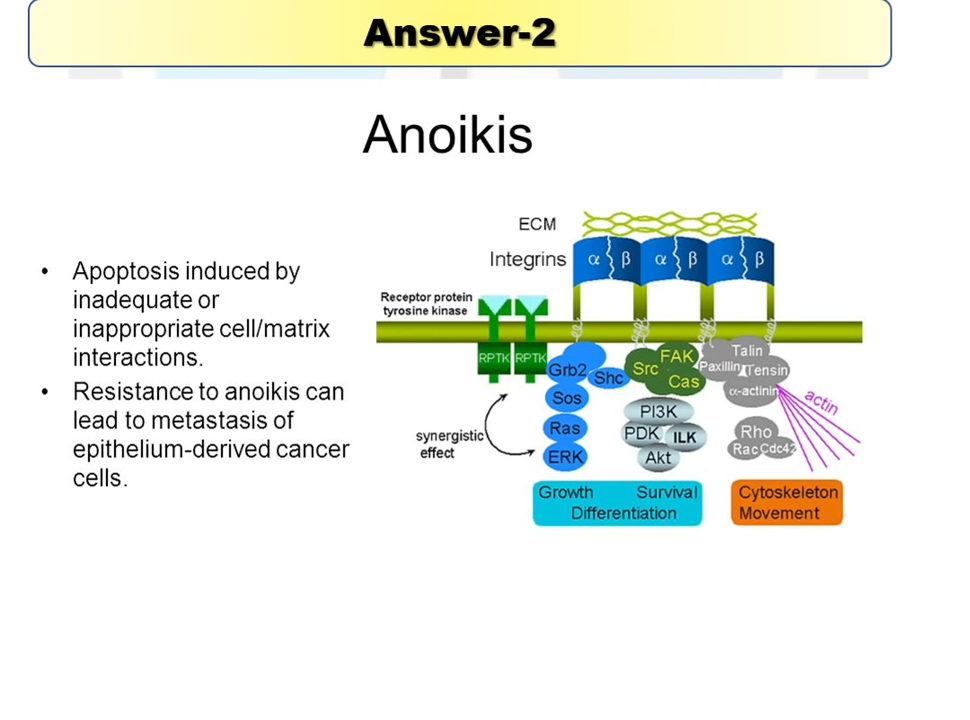 Answer-2
Anoikis
• Apoptosis induced by
inadequate or
inappropriate cell/matrix
interactions.
• Resistance to anoikis can
lead to metastasis of
epithelium-derived cancer
cells.
ECM
Integrins
α β α β α β
Receptor protein
tyrosine kinase
RPTK RPTK
Grb2
Shc
Sos
Ras
ERK
synergistic
effect
Src
FAK
Cas
PI3K
PDK ILK
Akt
Talin
Paxillin Tensin
α-actinin
actin
Rho
Rac Cdc42
Growth Survival
Differentiation
Cytoskeleton
Movement